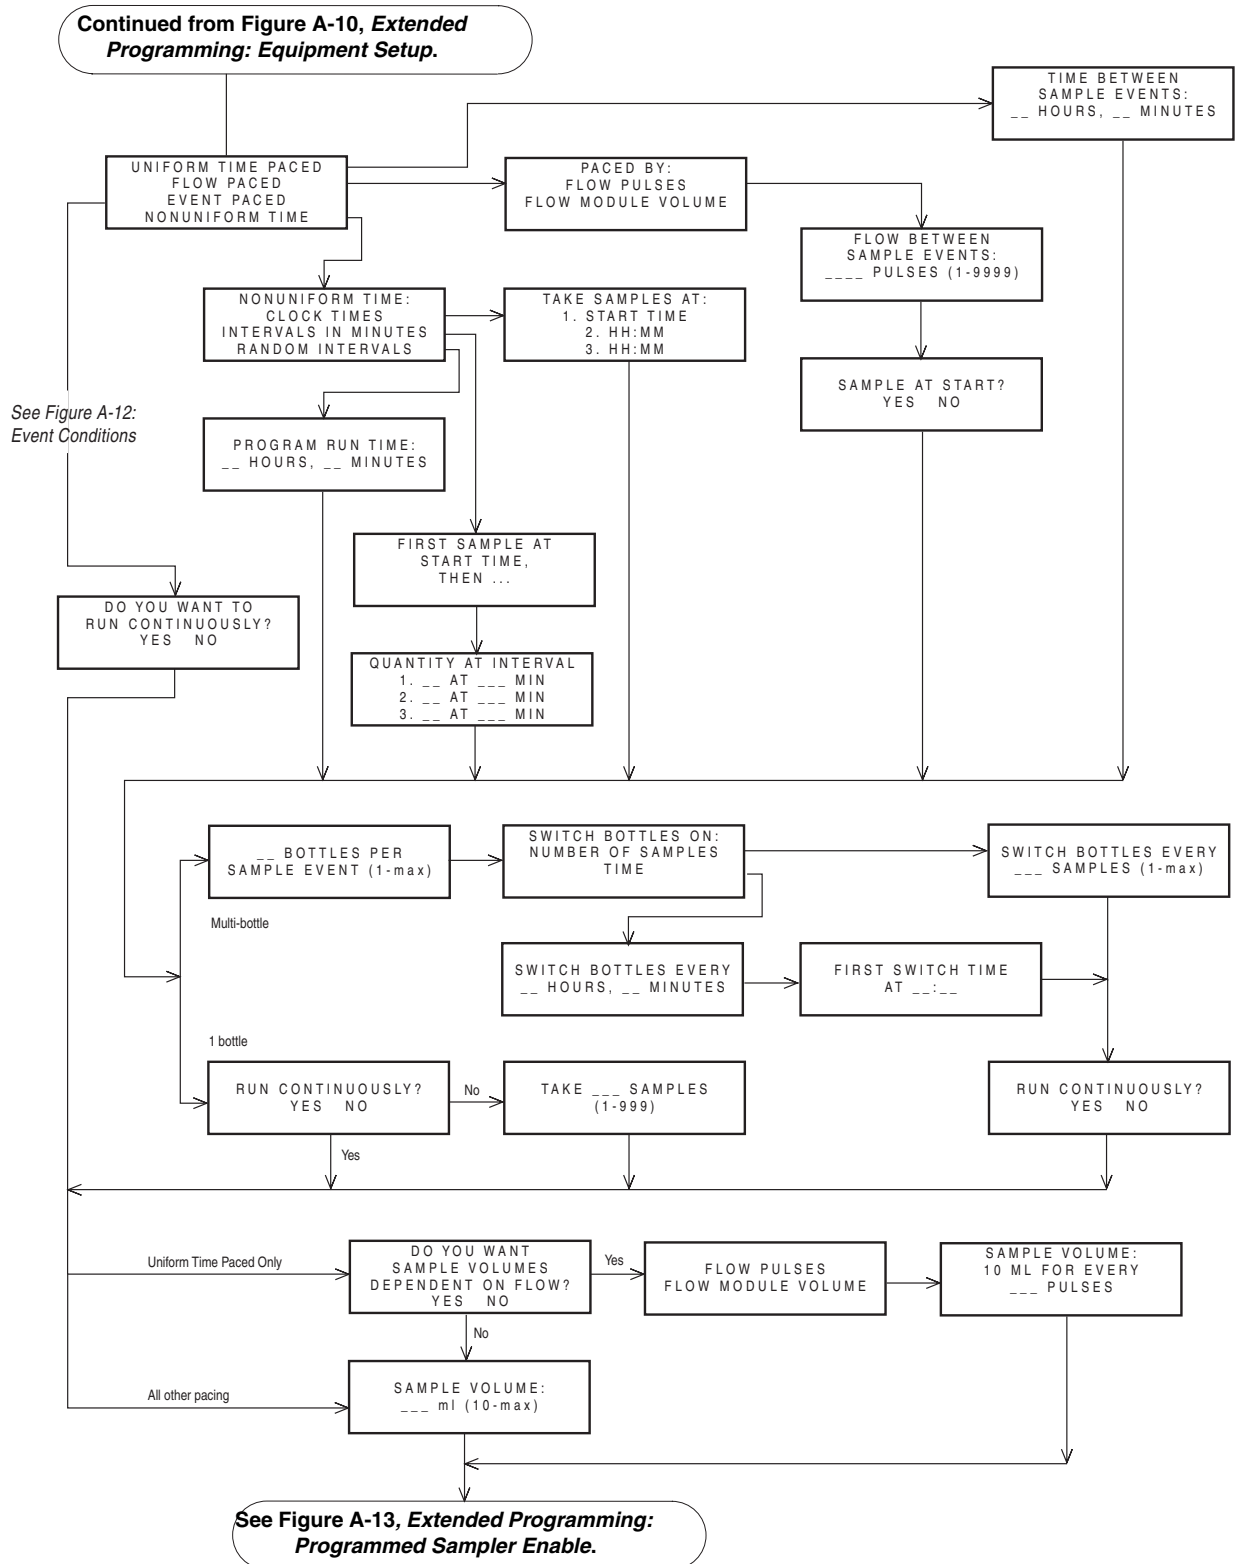 Continued from Figure A-10, Extended
Programming: Equipment Setup.
TIME BETWEEN
SAMPLE EVENTS:
__ HOURS, __ MINUTES
UNIFORM TIME PACED
FLOW PACED
EVENT PACED
NONUNIFORM TIME
PACED BY:
FLOW PULSES
FLOW MODULE VOLUME
FLOW BETWEEN
SAMPLE EVENTS:
____ PULSES (1-9999)
NONUNIFORM TIME:
CLOCK TIMES
INTERVALS IN MINUTES
RANDOM INTERVALS
TAKE SAMPLES AT:
1. START TIME
2. HH:MM
3. HH:MM
SAMPLE AT START?
YES NO
See Figure A-12:
Event Conditions
PROGRAM RUN TIME:
__ HOURS, __ MINUTES
FIRST SAMPLE AT
START TIME,
THEN ...
DO YOU WANT TO
RUN CONTINUOUSLY?
YES NO
QUANTITY AT INTERVAL
1. __ AT ___ MIN
2. __ AT ___ MIN
3. __ AT ___ MIN
__ BOTTLES PER
SAMPLE EVENT (1-max)
SWITCH BOTTLES ON:
NUMBER OF SAMPLES
TIME
SWITCH BOTTLES EVERY
___ SAMPLES (1-max)
Multi-bottle
SWITCH BOTTLES EVERY
__ HOURS, __ MINUTES
FIRST SWITCH TIME
AT __:__
1 bottle
RUN CONTINUOUSLY?
YES NO
No
TAKE ___ SAMPLES
(1-999)
RUN CONTINUOUSLY?
YES NO
Yes
Uniform Time Paced Only
DO YOU WANT
SAMPLE VOLUMES
DEPENDENT ON FLOW?
YES NO
Yes
FLOW PULSES
FLOW MODULE VOLUME
SAMPLE VOLUME:
10 ML FOR EVERY
___ PULSES
No
All other pacing
SAMPLE VOLUME:
___ ml (10-max)
See Figure A-13, Extended Programming:
Programmed Sampler Enable.